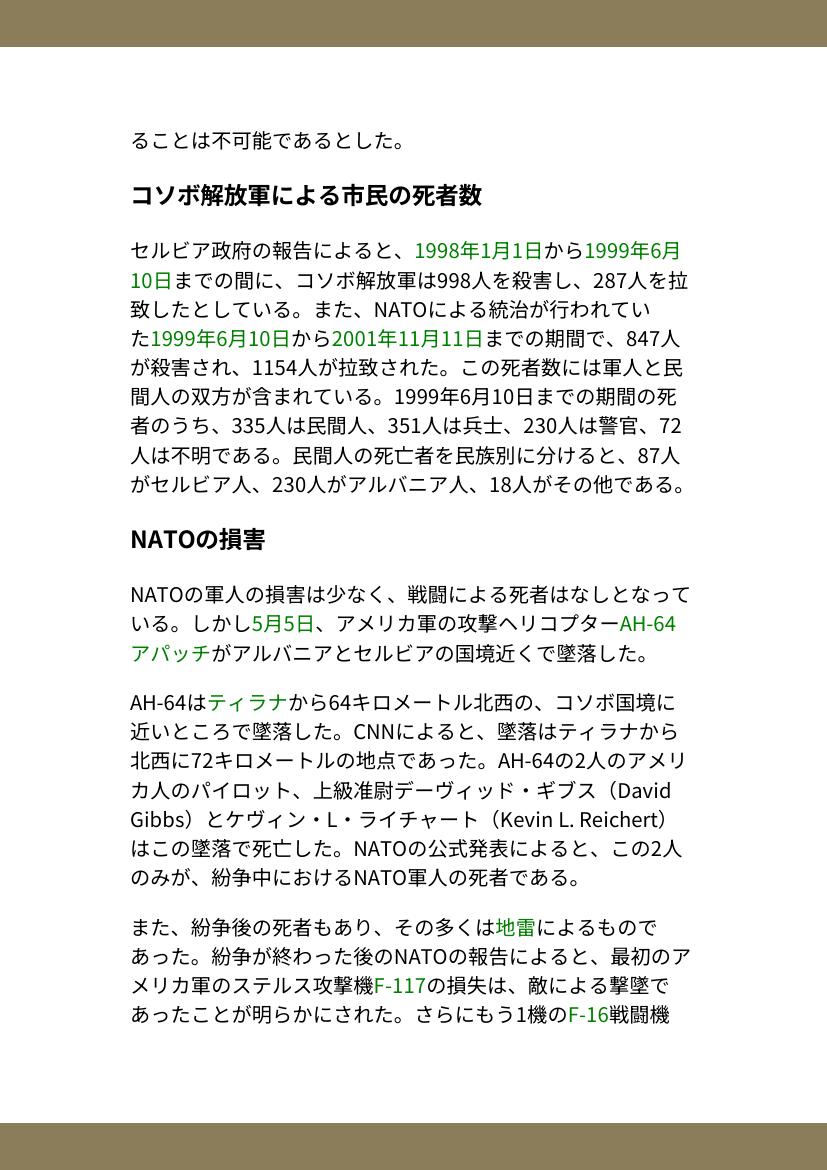 ることは不可能であるとした。
コソボ解放軍による市民の死者数
セルビア政府の報告によると、1998年1月1日から1999年6月
10日までの間に、コソボ解放軍は998人を殺害し、287人を拉
致したとしている。また、NATOによる統治が行われてい
た1999年6月10日から2001年11月11日までの期間で、847人
が殺害され、1154人が拉致された。この死者数には軍人と民
間人の双方が含まれている。1999年6月10日までの期間の死
者のうち、335人は民間人、351人は兵士、230人は警官、72
人は不明である。民間人の死亡者を民族別に分けると、87人
がセルビア人、230人がアルバニア人、18人がその他である。
NATOの損害
NATOの軍人の損害は少なく、戦闘による死者はなしとなって
いる。しかし5月5日、アメリカ軍の攻撃ヘリコプターAH-64
アパッチがアルバニアとセルビアの国境近くで墜落した。
AH-64はティラナから64キロメートル北西の、コソボ国境に
近いところで墜落した。CNNによると、墜落はティラナから
北西に72キロメートルの地点であった。AH-64の2人のアメリ
カ人のパイロット、上級准尉デーヴィッド・ギブス（David
Gibbs）とケヴィン・L・ライチャート（Kevin L. Reichert）
はこの墜落で死亡した。NATOの公式発表によると、この2人
のみが、紛争中におけるNATO軍人の死者である。
また、紛争後の死者もあり、その多くは地雷によるもので
あった。紛争が終わった後のNATOの報告によると、最初のア
メリカ軍のステルス攻撃機F-117の損失は、敵による撃墜で
あったことが明らかにされた。さらにもう1機のF-16戦闘機